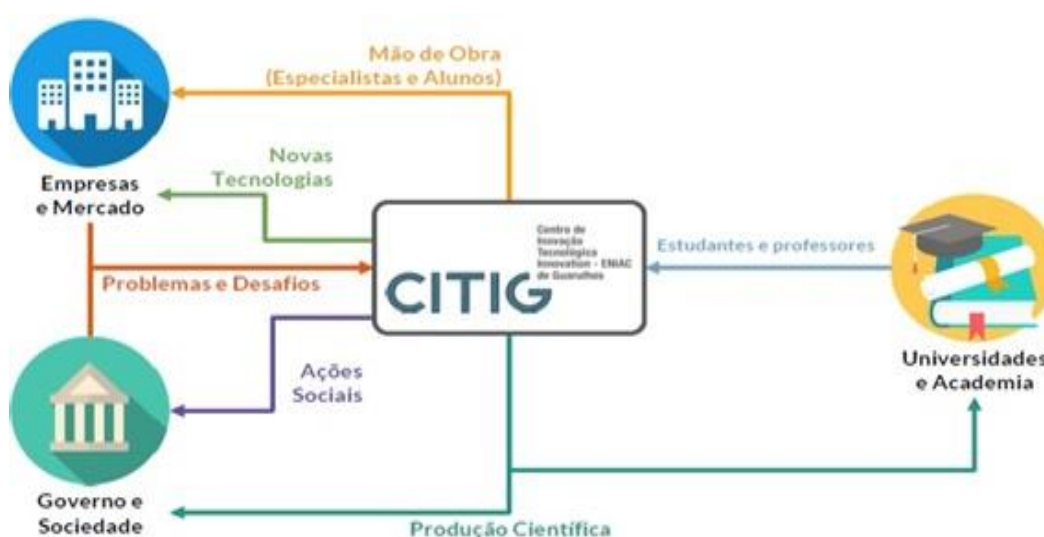 Mão de Obra
(Especialistas e Alunos)
Novas
Tecnologias
Empresas
e Mercado
Centro de
Inovação
Tecnológica
Innovation - ENIAC
de Guarulhos
CITIG
Estudantes e professores
Problemas e Desafios
Ações
Sociais
Universidades
e Academia
Governo e
Sociedade
Produção Científica